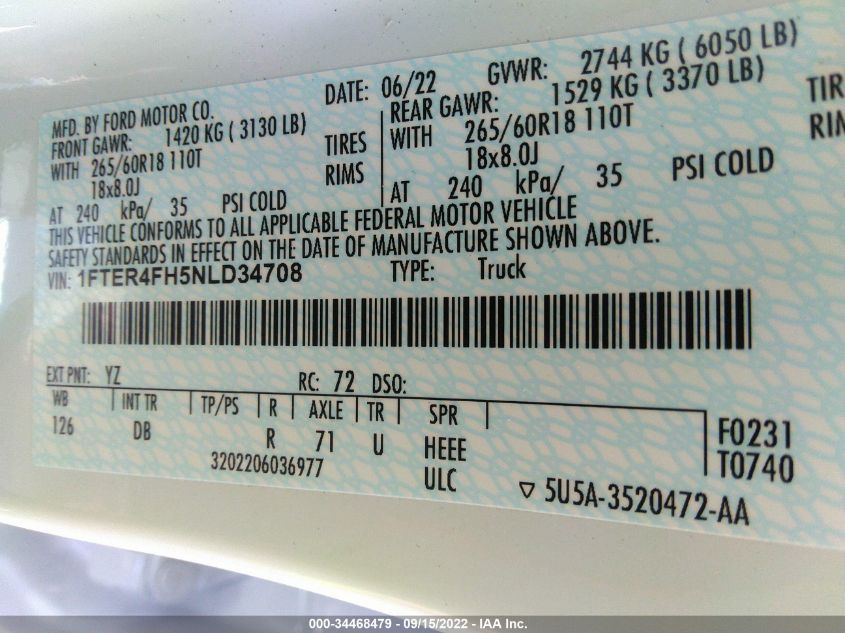 MFD. BY FORD MOTOR CO.
DATE: 06/22 GVWR: 2744 KG ( 6050 LB)
FRONT GAWR: 1420 KG ( 3130 LB)
REAR GAWR: 1529 KG ( 3370 LB)
WITH 265/60R18 110T TIRES
WITH 265/60R18 110T
18x8.0J RIMS
18x8.0J
AT 240 kPa/ 35 PSI COLD
AT 240 kPa/ 35 PSI COLD
THIS VEHICLE CONFORMS TO ALL APPLICABLE FEDERAL MOTOR VEHICLE
SAFETY STANDARDS IN EFFECT ON THE DATE OF MANUFACTURE SHOWN ABOVE.
VIN: 1FTER4FH5NLD34708 TYPE: Truck
EXT PNT: YZ RC: 72 DSO:
WB INT TR TP/PS R AXLE TR SPR
126 DB R 71 U HEEE
F0231
3202206036977 ULC
T0740
5U5A-3520472-AA
000-34468479 - 09/15/2022 - IAA Inc.